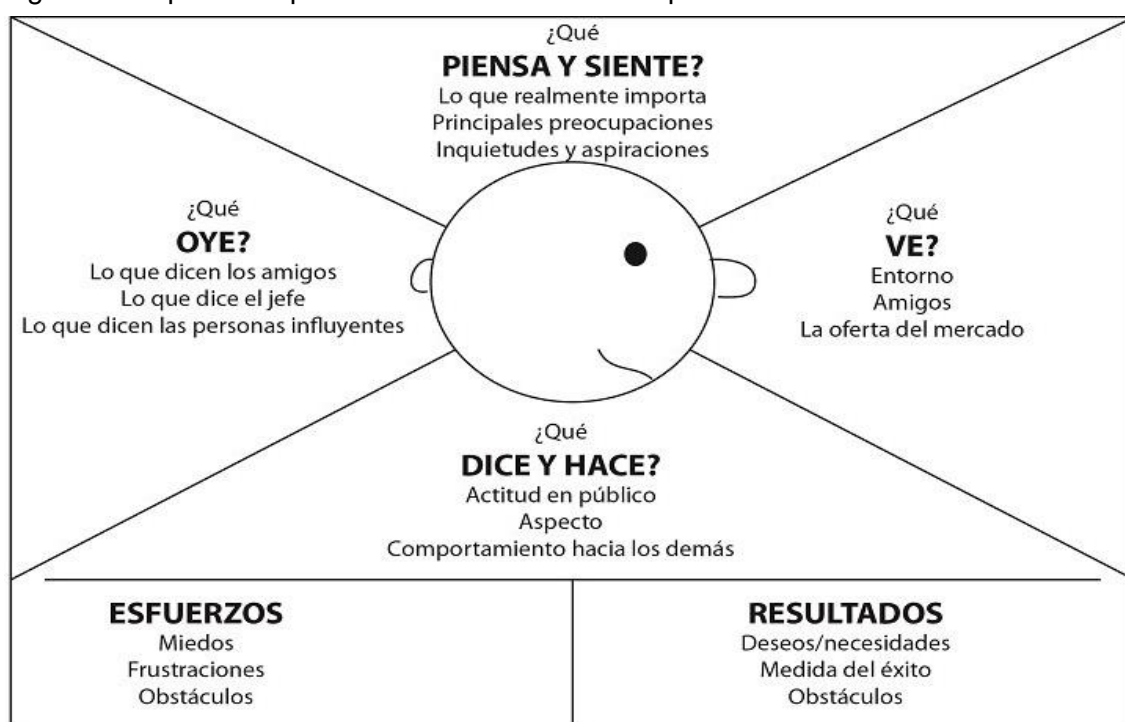 ¿Qué
PIENSA Y SIENTE?
Lo que realmente importa
Principales preocupaciones
Inquietudes y aspiraciones
¿Qué
OYE?
Lo que dicen los amigos
Lo que dice el jefe
Lo que dicen las personas influyentes
¿Qué
VE?
Entorno
Amigos
La oferta del mercado
¿Qué
DICE Y HACE?
Actitud en público
Aspecto
Comportamiento hacia los demás
ESFUERZOS
Miedos
Frustraciones
Obstáculos
RESULTADOS
Deseos/necesidades
Medida del éxito
Obstáculos